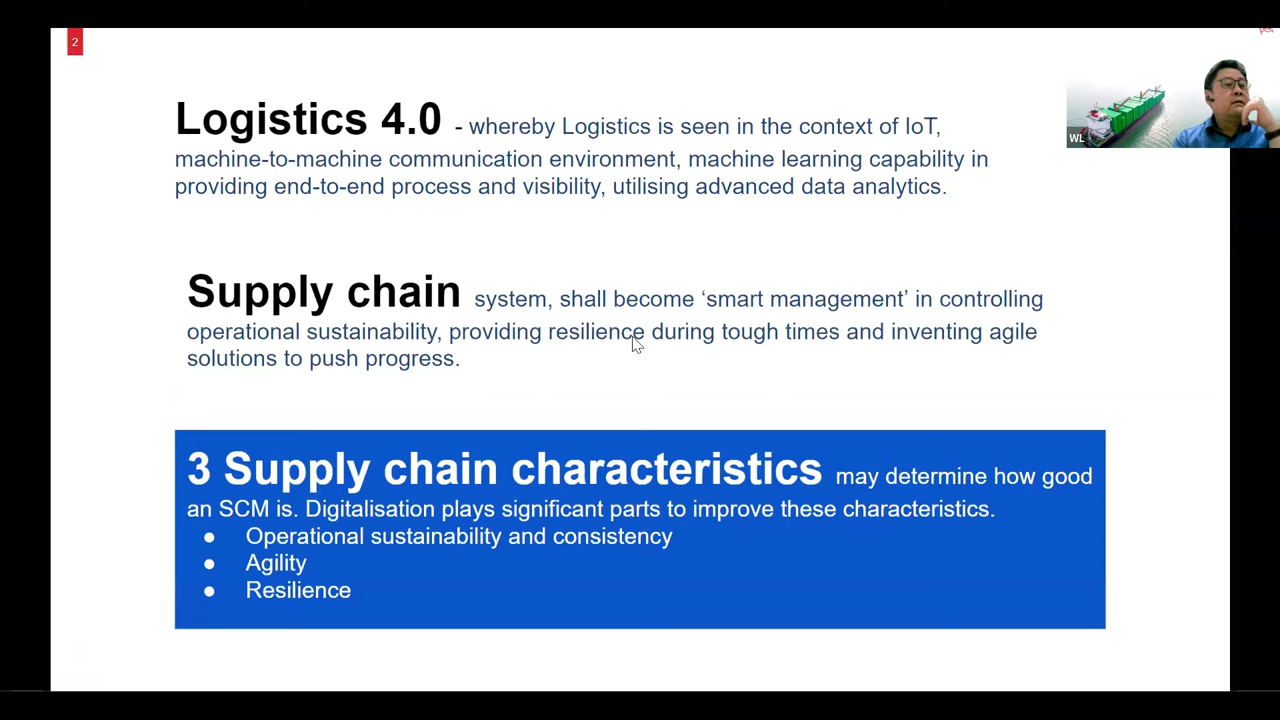 2
Logistics 4.0 - whereby Logistics is seen in the context of IoT,
machine-to-machine communication environment, machine learning capability in
providing end-to-end process and visibility, utilising advanced data analytics.
WL
Supply chain system, shall become ‘smart management’ in controlling
operational sustainability, providing resilience during tough times and inventing agile
solutions to push progress.
3 Supply chain characteristics may determine how good
an SCM is. Digitalisation plays significant parts to improve these characteristics.
● Operational sustainability and consistency
● Agility
● Resilience